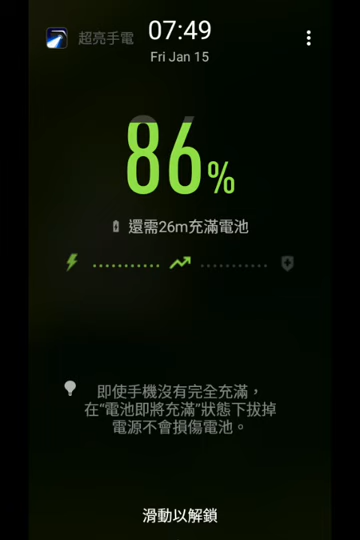 超亮手電
07:49
Fri Jan 15
86%
還需26m充滿電池
即使手機沒有完全充滿，
在“電池即將充滿”狀態下拔掉
電源不會損傷電池。
滑動以解鎖